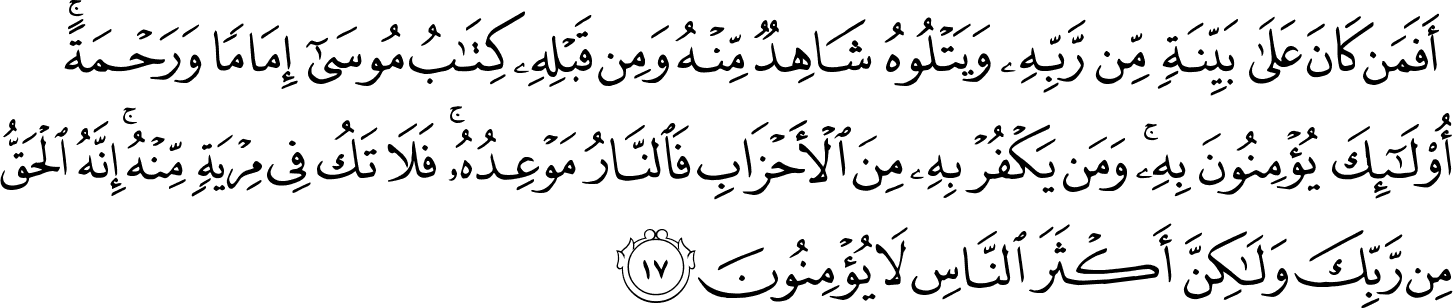 أَفَمَن كَانَ عَلَىٰ بَيِّنَةٍ مِّن رَّبِّهِۦ وَيَتْلُوهُ شَاهِدٌ مِّنْهُ وَمِن قَبْلِهِۦ كِتَٰبُ مُوسَىٰٓ إِمَامًا وَرَحْمَةً ۚ
أُو۟لَٰٓئِكَ يُؤْمِنُونَ بِهِۦ ۚ وَمَن يَكْفُرْ بِهِۦ مِنَ ٱلْأَحْزَابِ فَٱلنَّارُ مَوْعِدُهُۥ ۚ فَلَا تَكُ فِى مِرْيَةٍ مِّنْهُ ۚ إِنَّهُ ٱلْحَقُّ
مِن رَّبِّكَ وَلَٰكِنَّ أَكْثَرَ ٱلنَّاسِ لَا يُؤْمِنُونَ ١٧